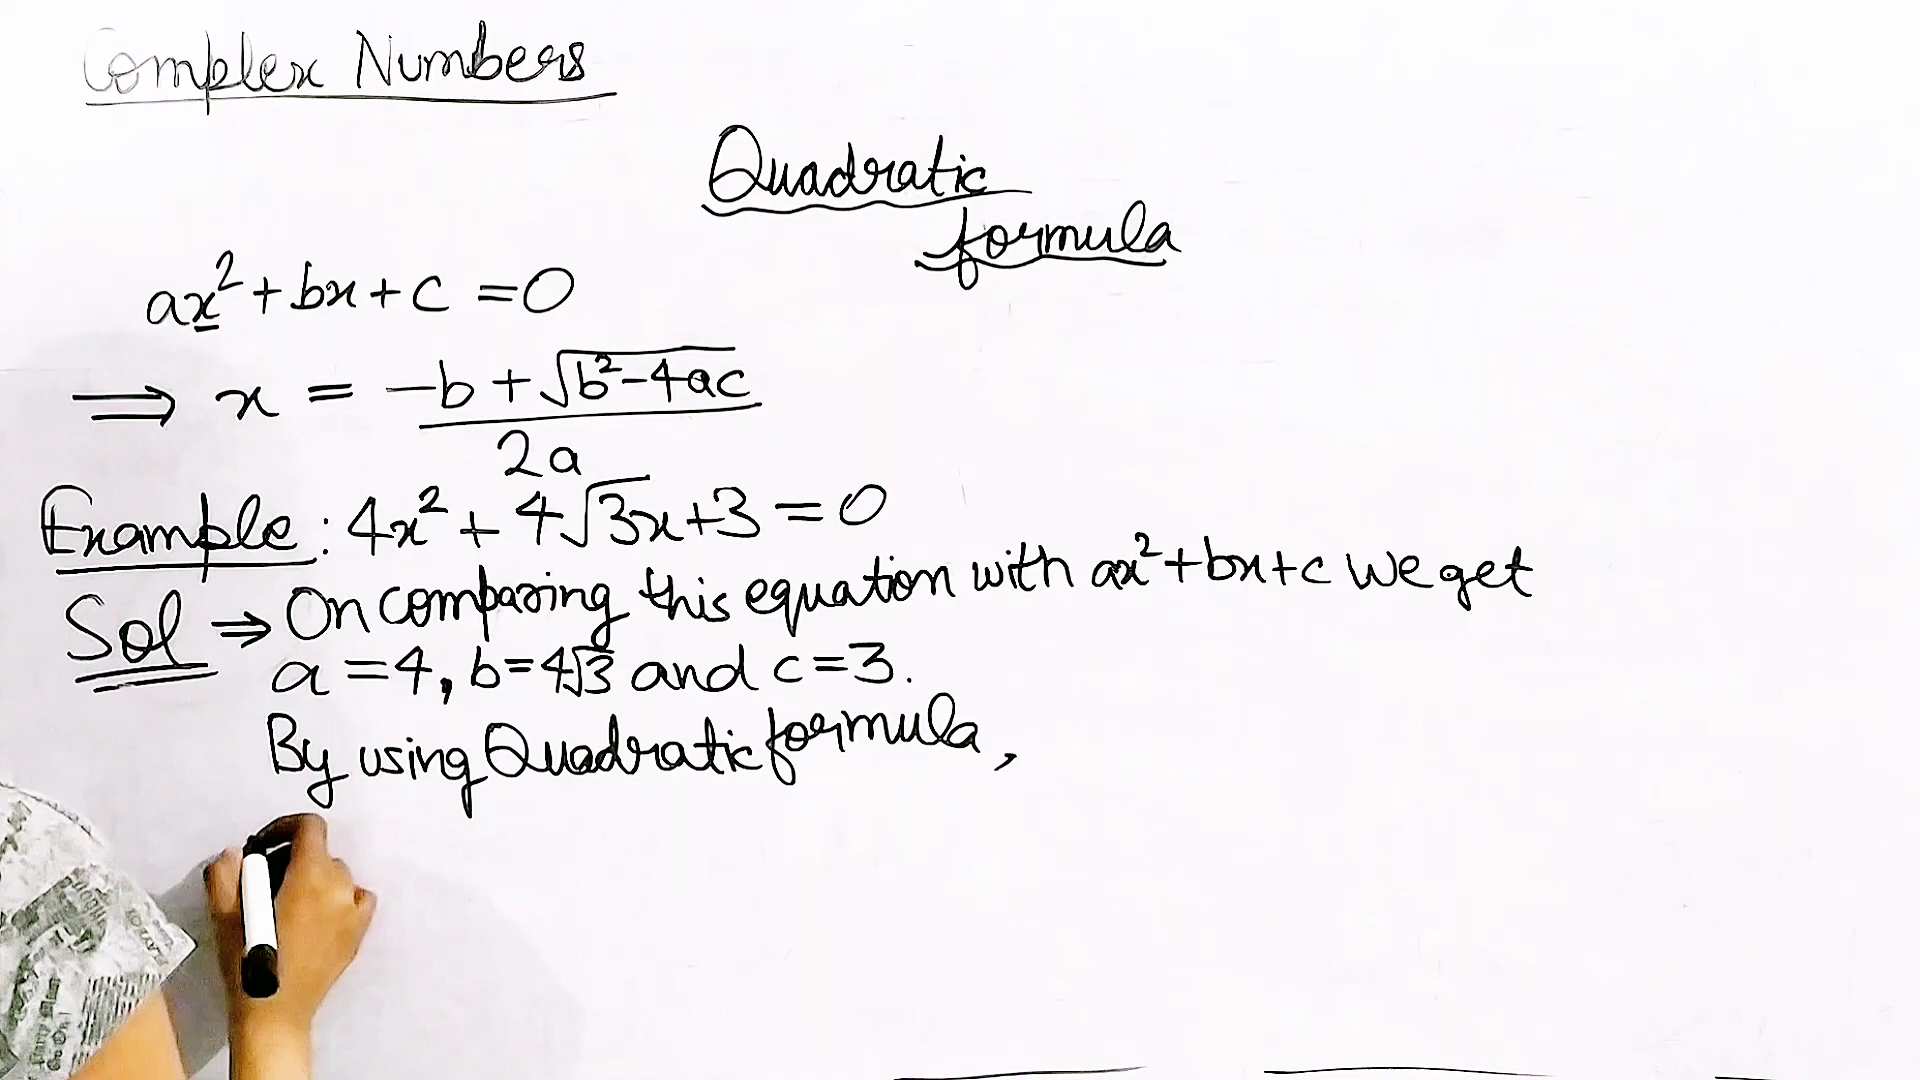 Complex Numbers
Quadratic
formula
ax² + bx + c = 0
⟹ x = -b + √(b²-4ac) / 2a
Example: 4x² + 4√3x + 3 = 0
Sol ⇒ On comparing this equation with ax² + bx + c we get
a = 4, b = 4√3 and c = 3.
By using Quadratic formula,